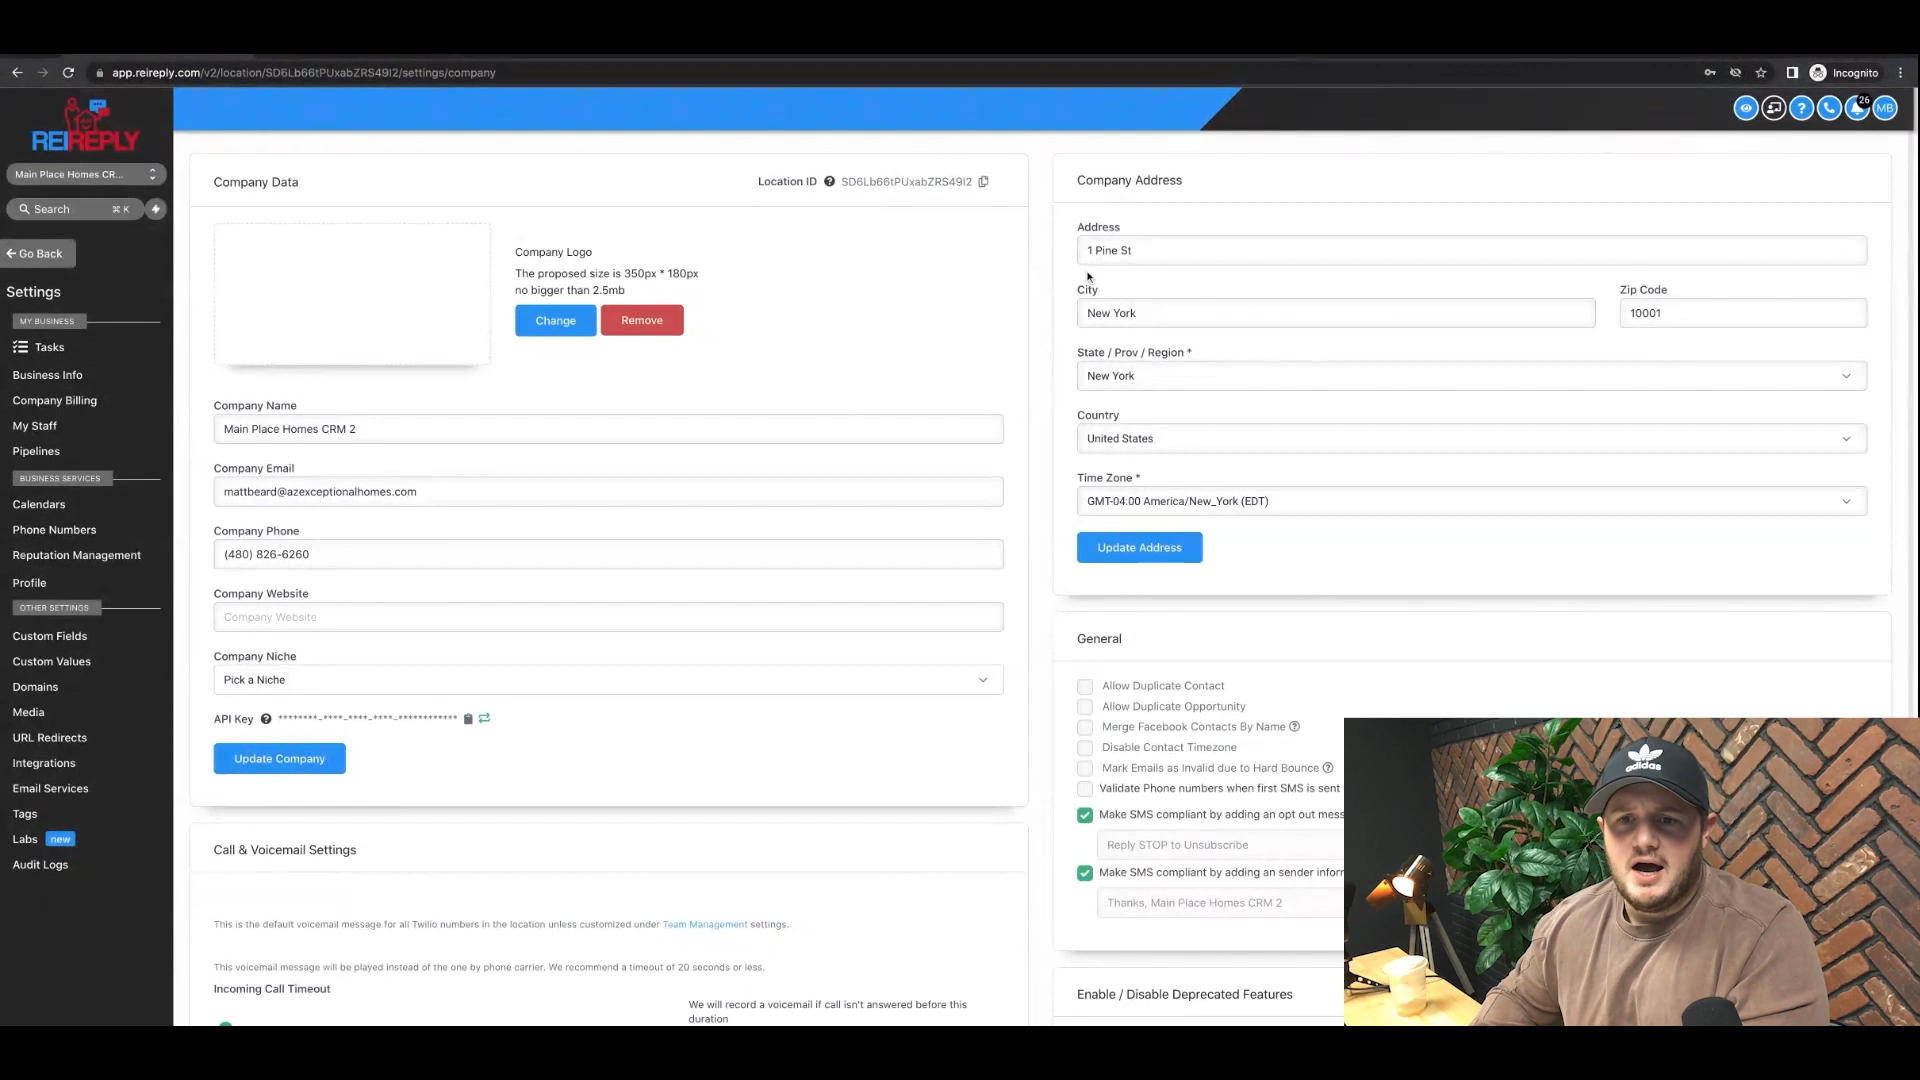 app.reireply.com/v2/location/SD6Lb66tPUxabZRS49I2/settings/company
Incognito
REIREPLY
26
MB
Main Place Homes CR...
Search ⌘ K
Go Back
Settings
MY BUSINESS
Tasks
Business Info
Company Billing
My Staff
Pipelines
BUSINESS SERVICES
Calendars
Phone Numbers
Reputation Management
Profile
OTHER SETTINGS
Custom Fields
Custom Values
Domains
Media
URL Redirects
Integrations
Email Services
Tags
Labs new
Audit Logs
Company Data
Location ID ? SD6Lb66tPUxabZRS49I2
Company Logo
The proposed size is 350px * 180px
no bigger than 2.5mb
Change Remove
Company Name
Main Place Homes CRM 2
Company Email
mattbeard@azexceptionalhomes.com
Company Phone
(480) 826-6260
Company Website
Company Website
Company Niche
Pick a Niche
API Key ? ********-****-****-****-************
Update Company
Call & Voicemail Settings
This is the default voicemail message for all Twilio numbers in the location unless customized under Team Management settings.
This voicemail message will be played instead of the one by phone carrier. We recommend a timeout of 20 seconds or less.
Incoming Call Timeout
We will record a voicemail if call isn't answered before this
duration
Company Address
Address
1 Pine St
City
New York
Zip Code
10001
State / Prov / Region *
New York
Country
United States
Time Zone *
GMT-04:00 America/New_York (EDT)
Update Address
General
Allow Duplicate Contact
Allow Duplicate Opportunity
Merge Facebook Contacts By Name ?
Disable Contact Timezone
Mark Emails as Invalid due to Hard Bounce ?
Validate Phone numbers when first SMS is sent
Make SMS compliant by adding an opt out mess
Reply STOP to Unsubscribe
Make SMS compliant by adding an sender inforr
Thanks, Main Place Homes CRM 2
Enable / Disable Deprecated Features
adidas